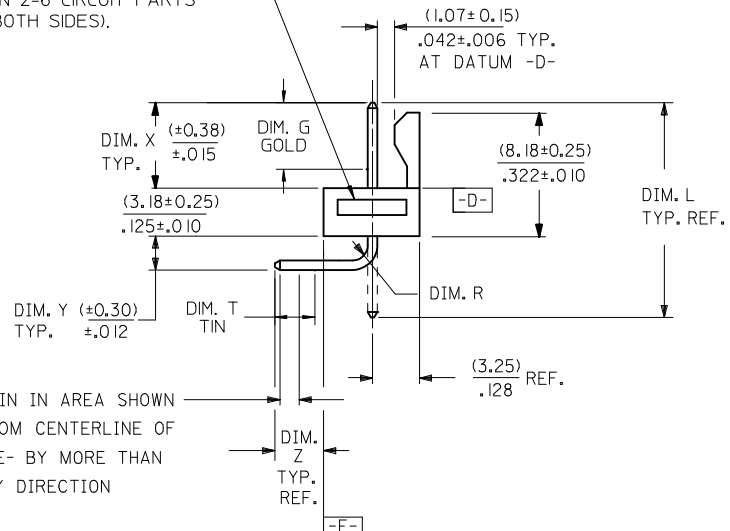 2-6 CIRCUIT PARTS
BOTH SIDES).
(1.07±0.15)
.042±.006 TYP.
AT DATUM -D-
DIM. X (±0.38)
TYP. ±.015
DIM. G
GOLD
(8.18±0.25)
.322±.010
(3.18±0.25)
.125±.010
-D-
DIM. L
TYP. REF.
DIM. R
DIM. Y (±0.30)
TYP. ±.012
DIM. T
TIN
(3.25)
.128 REF.
IN IN AREA SHOWN
OM CENTERLINE OF
E- BY MORE THAN
Y DIRECTION
DIM.
Z
TYP.
REF.